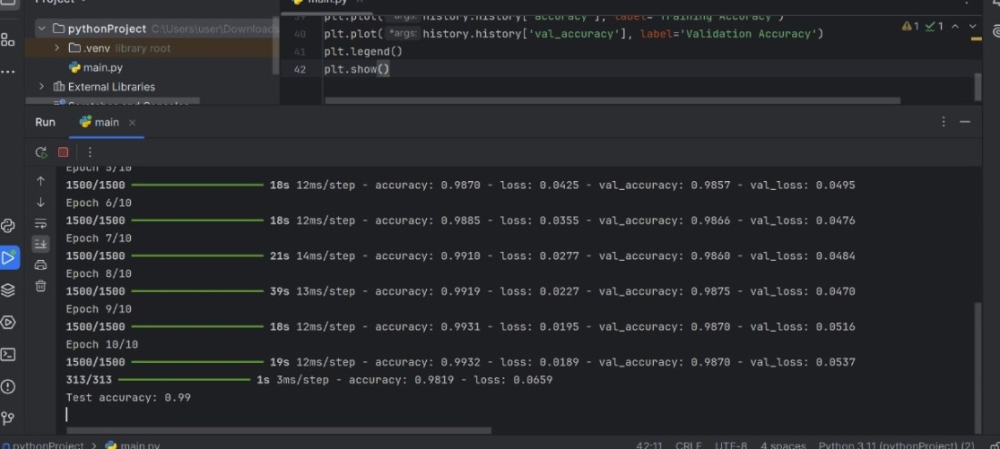 Project
main.py
pythonProject C:\Users\user\Downloads
.venv library root
main.py
External Libraries
Scratches and Consoles
39 plt.plot( *args: history.history['accuracy'], label='Training Accuracy')
40 plt.plot( *args: history.history['val_accuracy'], label='Validation Accuracy')
41 plt.legend()
42 plt.show()
1 1
Run main
Epoch 5/10
1500/1500 18s 12ms/step - accuracy: 0.9870 - loss: 0.0425 - val_accuracy: 0.9857 - val_loss: 0.0495
Epoch 6/10
1500/1500 18s 12ms/step - accuracy: 0.9885 - loss: 0.0355 - val_accuracy: 0.9866 - val_loss: 0.0476
Epoch 7/10
1500/1500 21s 14ms/step - accuracy: 0.9910 - loss: 0.0277 - val_accuracy: 0.9860 - val_loss: 0.0484
Epoch 8/10
1500/1500 39s 13ms/step - accuracy: 0.9919 - loss: 0.0227 - val_accuracy: 0.9875 - val_loss: 0.0470
Epoch 9/10
1500/1500 18s 12ms/step - accuracy: 0.9931 - loss: 0.0195 - val_accuracy: 0.9870 - val_loss: 0.0516
Epoch 10/10
1500/1500 19s 12ms/step - accuracy: 0.9932 - loss: 0.0189 - val_accuracy: 0.9870 - val_loss: 0.0537
313/313 1s 3ms/step - accuracy: 0.9819 - loss: 0.0659
Test accuracy: 0.99
pythonProject > main.py 42:11 CRLF UTF-8 4 spaces Python 3.11 (pythonProject) (2)